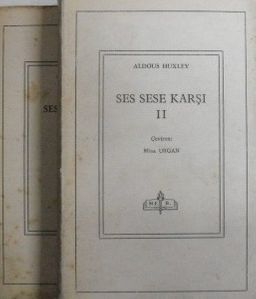 SES
ALDOUS HUXLEY
SES SESE KARŞI
II
Çeviren:
Mina URGAN